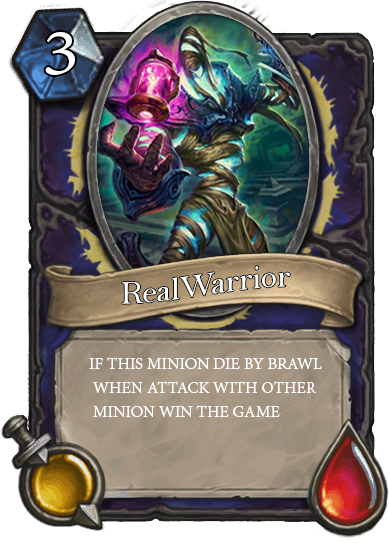 3
RealWarrior
IF THIS MINION DIE BY BRAWL
WHEN ATTACK WITH OTHER
MINION WIN THE GAME